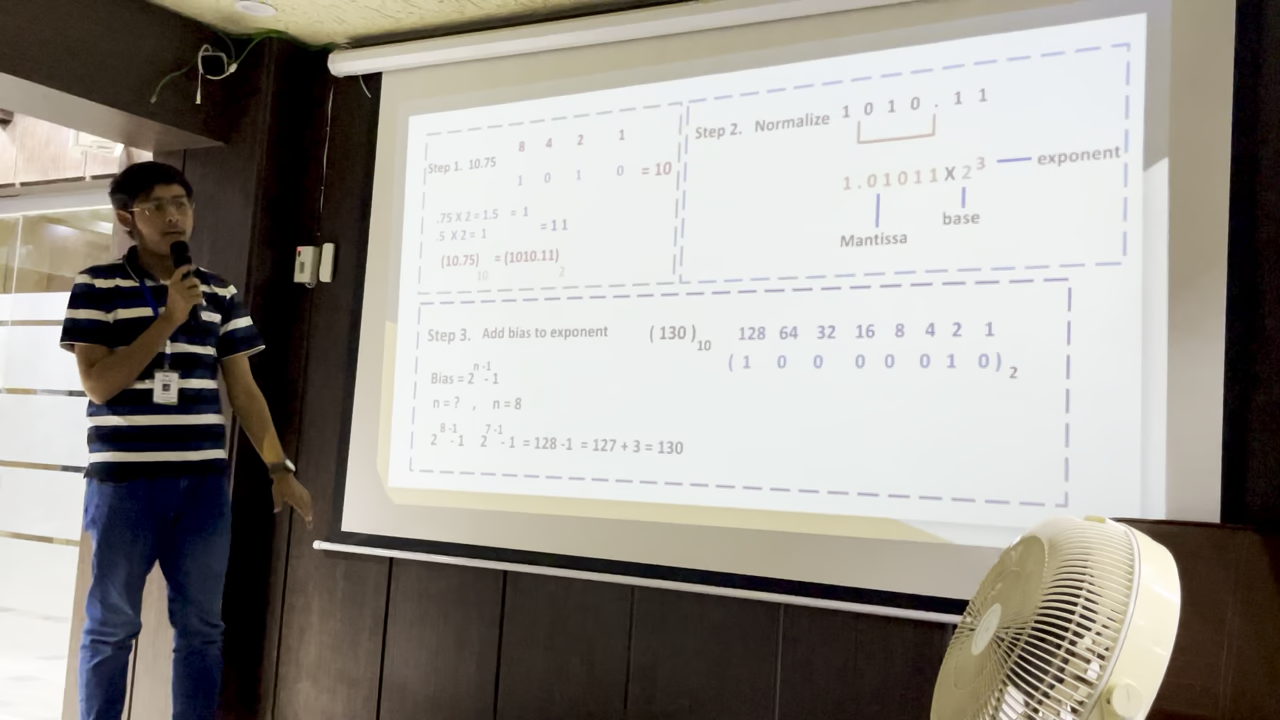 8 4 2 1
Step 1. 10.75
1 0 1 0 = 10
.75 X 2 = 1.5 = 1
.5 X 2 = 1 = 1 1
(10.75)10 = (1010.11)2
Step 2. Normalize 1 0 1 0 . 1 1
1.01011 X 2^3 exponent
base
Mantissa
Step 3. Add bias to exponent (130)10 128 64 32 16 8 4 2 1
(1 0 0 0 0 0 1 0)2
Bias = 2^n-1 - 1
n = ? , n = 8
2^8-1 - 1 2^7-1 - 1 = 128 -1 = 127 + 3 = 130